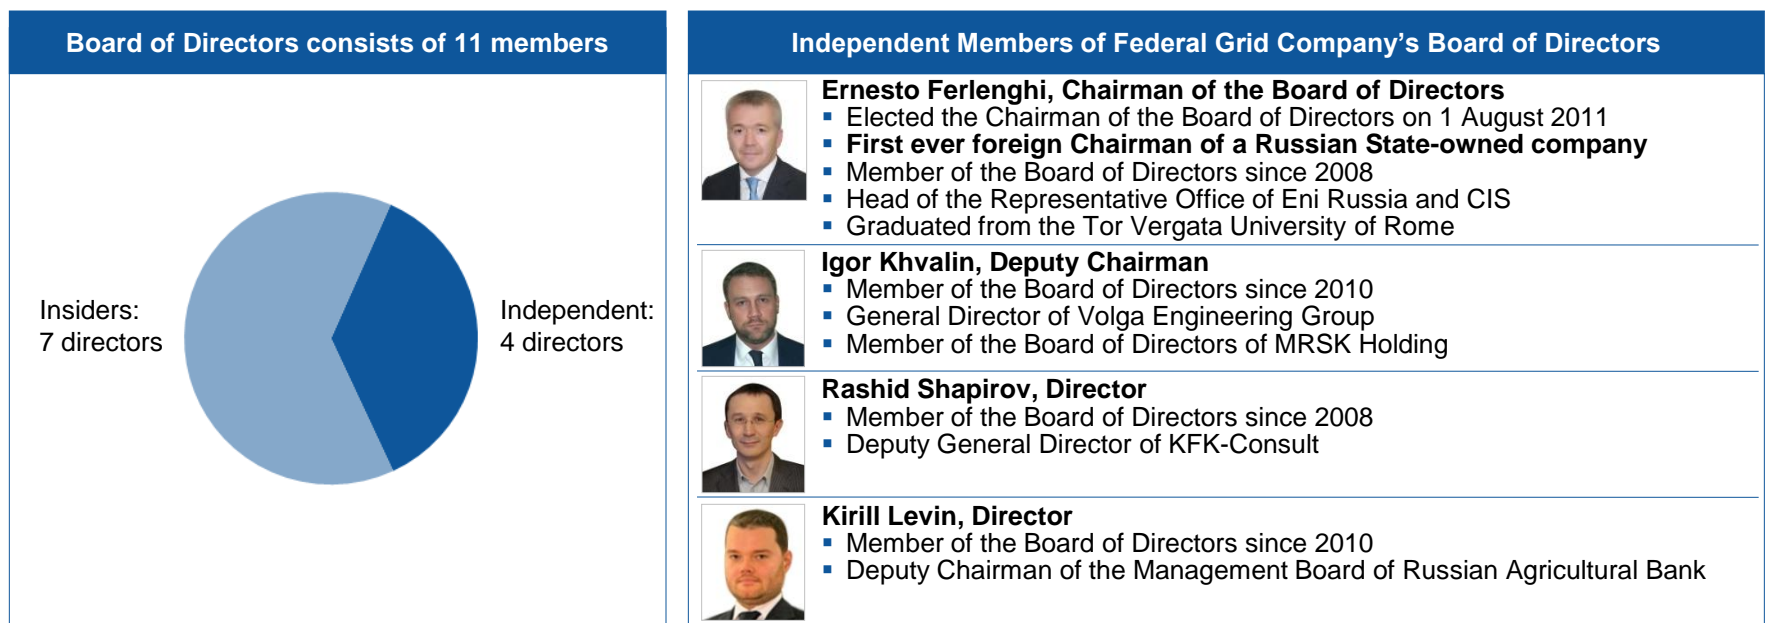 Board of Directors consists of 11 members
Insiders:
7 directors
Independent:
4 directors
Independent Members of Federal Grid Company's Board of Directors
Ernesto Ferlenghi, Chairman of the Board of Directors
▪ Elected the Chairman of the Board of Directors on 1 August 2011
▪ First ever foreign Chairman of a Russian State-owned company
▪ Member of the Board of Directors since 2008
▪ Head of the Representative Office of Eni Russia and CIS
▪ Graduated from the Tor Vergata University of Rome
Igor Khvalin, Deputy Chairman
▪ Member of the Board of Directors since 2010
▪ General Director of Volga Engineering Group
▪ Member of the Board of Directors of MRSK Holding
Rashid Shapirov, Director
▪ Member of the Board of Directors since 2008
▪ Deputy General Director of KFK-Consult
Kirill Levin, Director
▪ Member of the Board of Directors since 2010
▪ Deputy Chairman of the Management Board of Russian Agricultural Bank